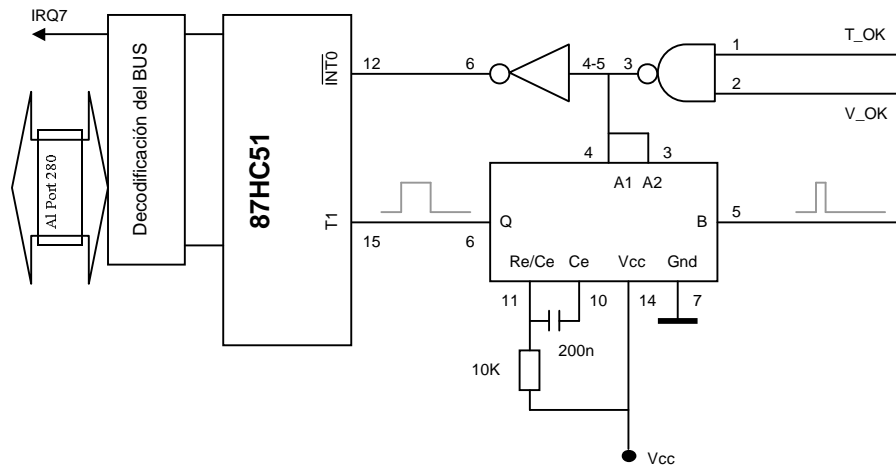 IRQ7
Al Port 280
Decodificación del BUS
87HC51
INT0
12
6
4-5
3
1
T_OK
2
V_OK
4
3
A1
A2
T1
15
6
Q
B
5
Re/Ce
Ce
Vcc
Gnd
11
10
14
7
200n
10K
Vcc